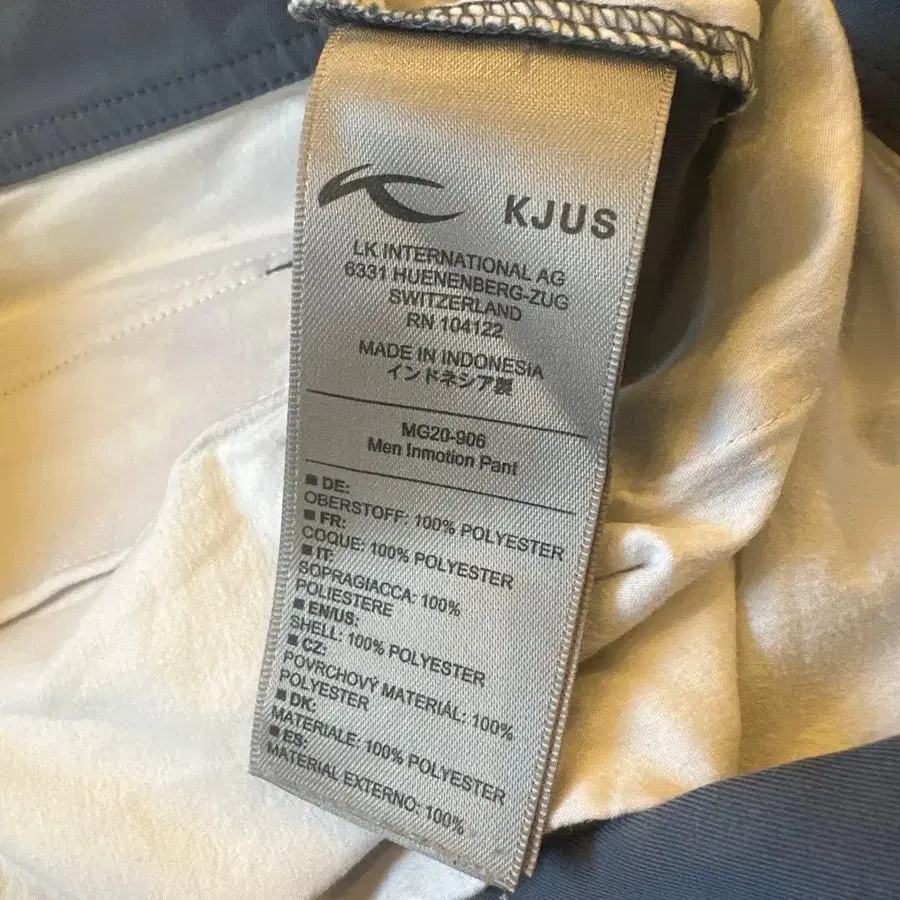 KJUS
LK INTERNATIONAL AG
6331 HUENENBERG-ZUG
SWITZERLAND
RN 104122
MADE IN INDONESIA
インドネシア製
MG20-906
Men Inmotion Pant
■ DE:
OBERSTOFF: 100% POLYESTER
■ FR:
COQUE: 100% POLYESTER
■ IT:
SOPRAGIACCA: 100%
POLIESTERE
■ EN/US:
SHELL: 100% POLYESTER
■ CZ:
POVRCHOVÝ MATERIÁL: 100%
POLYESTER
■ DK:
MATERIALE: 100% POLYESTER
■ ES:
MATERIAL EXTERNO: 100%